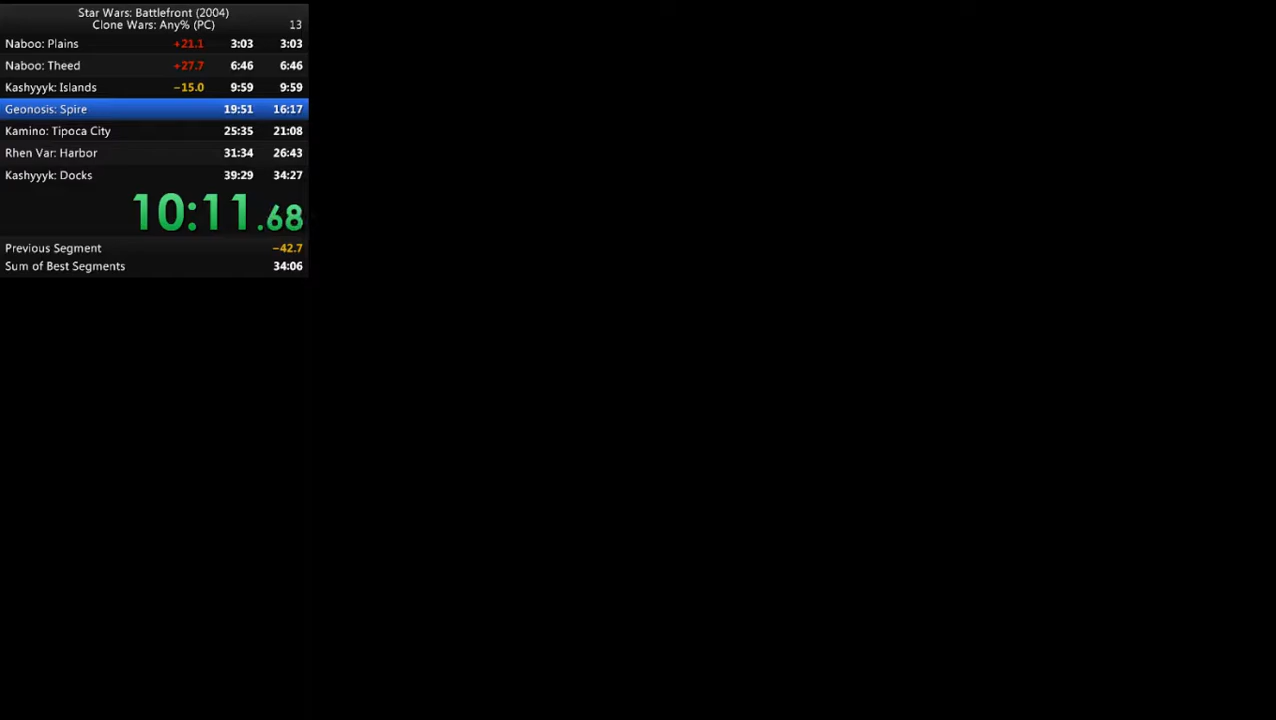 Star Wars: Battlefront (2004)
Clone Wars: Any% (PC) 13
Naboo: Plains +21.1 3:03 3:03
Naboo: Theed +27.7 6:46 6:46
Kashyyyk: Islands −15.0 9:59 9:59
Geonosis: Spire 19:51 16:17
Kamino: Tipoca City 25:35 21:08
Rhen Var: Harbor 31:34 26:43
Kashyyyk: Docks 39:29 34:27
10:11.68
Previous Segment −42.7
Sum of Best Segments 34:06